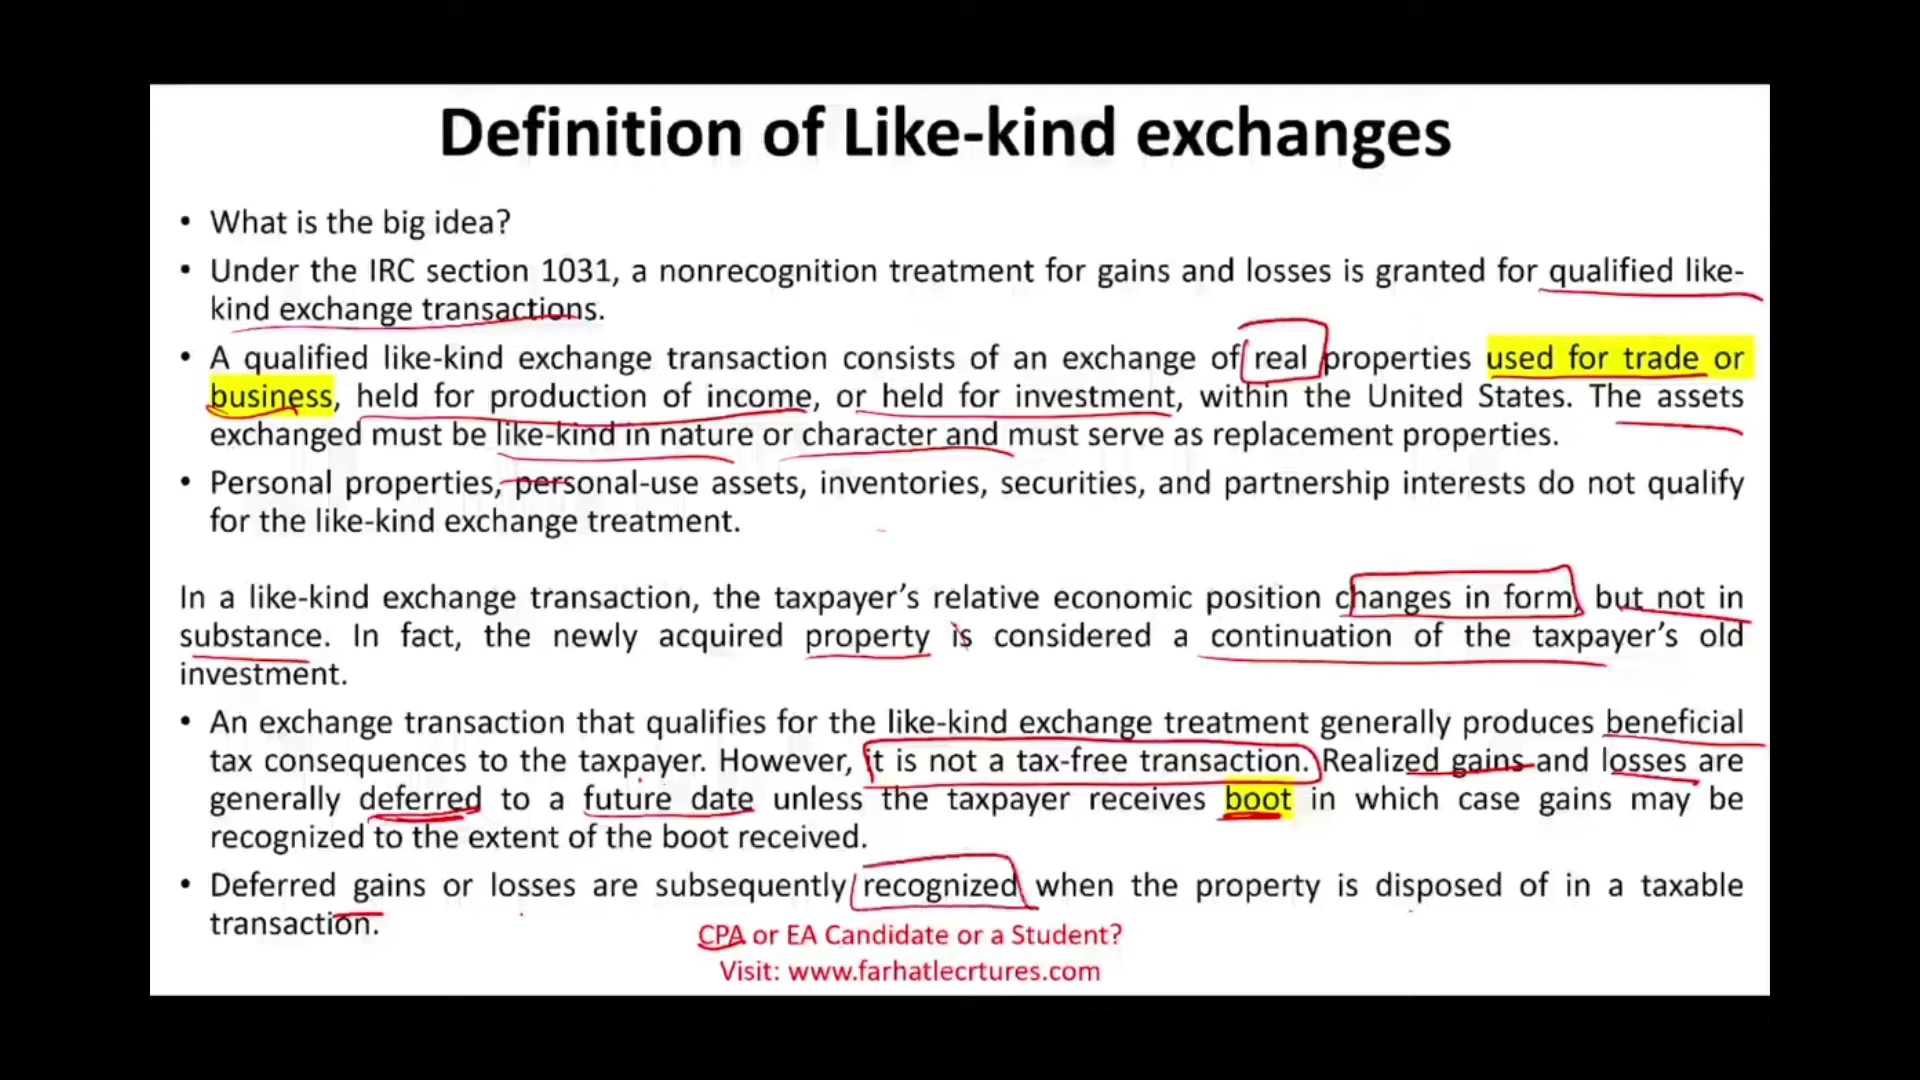 Definition of Like-kind exchanges
• What is the big idea?
• Under the IRC section 1031, a nonrecognition treatment for gains and losses is granted for qualified like-
kind exchange transactions.
• A qualified like-kind exchange transaction consists of an exchange of real properties used for trade or
business, held for production of income, or held for investment, within the United States. The assets
exchanged must be like-kind in nature or character and must serve as replacement properties.
• Personal properties, personal-use assets, inventories, securities, and partnership interests do not qualify
for the like-kind exchange treatment.
In a like-kind exchange transaction, the taxpayer’s relative economic position changes in form, but not in
substance. In fact, the newly acquired property is considered a continuation of the taxpayer’s old
investment.
• An exchange transaction that qualifies for the like-kind exchange treatment generally produces beneficial
tax consequences to the taxpayer. However, it is not a tax-free transaction. Realized gains and losses are
generally deferred to a future date unless the taxpayer receives boot in which case gains may be
recognized to the extent of the boot received.
• Deferred gains or losses are subsequently recognized when the property is disposed of in a taxable
transaction.
CPA or EA Candidate or a Student?
Visit: www.farhatlecrtures.com